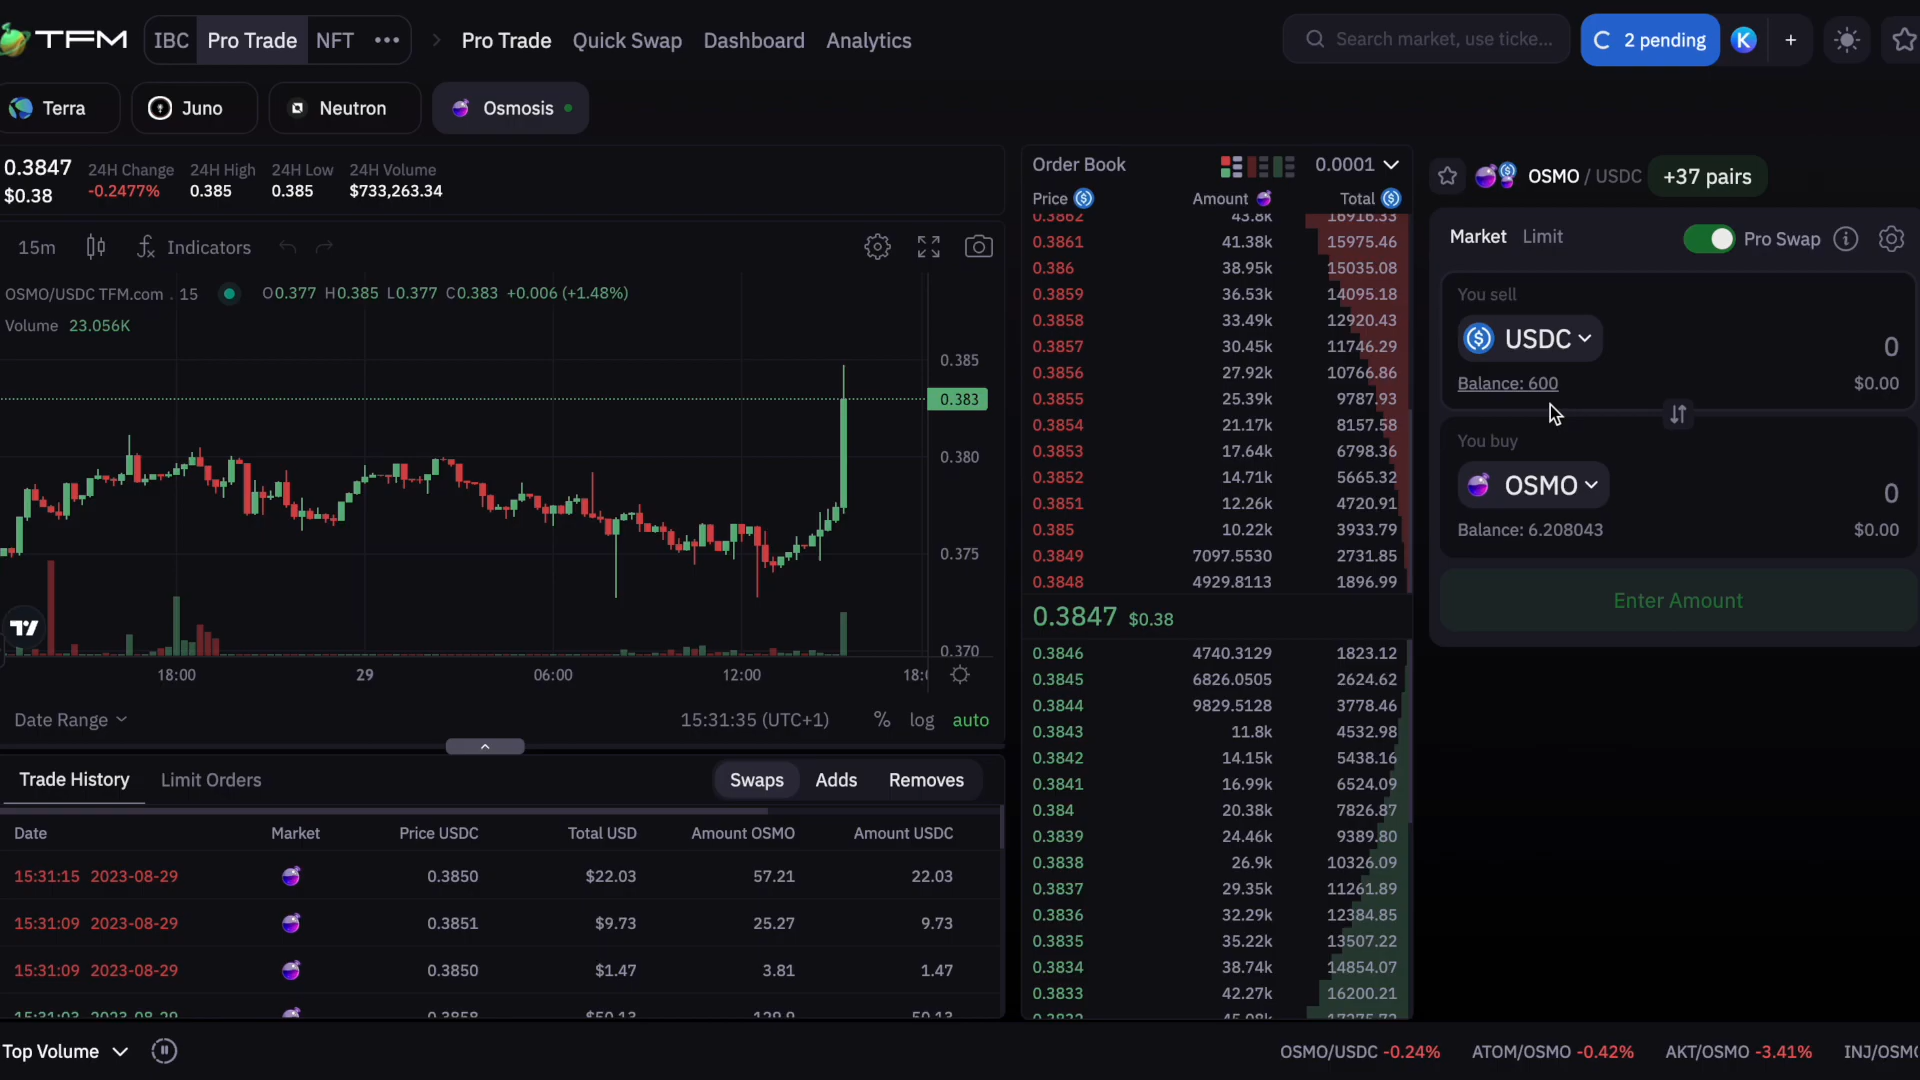 TFM IBC Pro Trade NFT ••• > Pro Trade Quick Swap Dashboard Analytics Search market, use ticke... 2 pending K +
Terra Juno Neutron Osmosis
0.3847 24H Change 24H High 24H Low 24H Volume
$0.38 -0.2477% 0.385 0.385 $733,263.34
15m Indicators
OSMO/USDC TFM.com . 15 O0.377 H0.385 L0.377 C0.383 +0.006 (+1.48%)
Volume 23.056K
0.385
0.383
0.380
0.375
0.370
18:00 29 06:00 12:00
Date Range 15:31:35 (UTC+1) % log auto
Trade History Limit Orders Swaps Adds Removes
Date Market Price USDC Total USD Amount OSMO Amount USDC
15:31:15 2023-08-29 0.3850 $22.03 57.21 22.03
15:31:09 2023-08-29 0.3851 $9.73 25.27 9.73
15:31:09 2023-08-29 0.3850 $1.47 3.81 1.47
Order Book 0.0001
Price Amount Total
0.3862 43.8k 16916.33
0.3861 41.38k 15975.46
0.386 38.95k 15035.08
0.3859 36.53k 14095.18
0.3858 33.49k 12920.43
0.3857 30.45k 11746.29
0.3856 27.92k 10766.86
0.3855 25.39k 9787.93
0.3854 21.17k 8157.58
0.3853 17.64k 6798.36
0.3852 14.71k 5665.32
0.3851 12.26k 4720.91
0.385 10.22k 3933.79
0.3849 7097.5530 2731.85
0.3848 4929.8113 1896.99
0.3847 $0.38
0.3846 4740.3129 1823.12
0.3845 6826.0505 2624.62
0.3844 9829.5128 3778.46
0.3843 11.8k 4532.98
0.3842 14.15k 5438.16
0.3841 16.99k 6524.09
0.384 20.38k 7826.87
0.3839 24.46k 9389.80
0.3838 26.9k 10326.09
0.3837 29.35k 11261.89
0.3836 32.29k 12384.85
0.3835 35.22k 13507.22
0.3834 38.74k 14854.07
0.3833 42.27k 16200.21
OSMO / USDC +37 pairs
Market Limit Pro Swap
You sell
USDC 0
Balance: 600 $0.00
You buy
OSMO 0
Balance: 6.208043 $0.00
Enter Amount
Top Volume OSMO/USDC -0.24% ATOM/OSMO -0.42% AKT/OSMO -3.41%